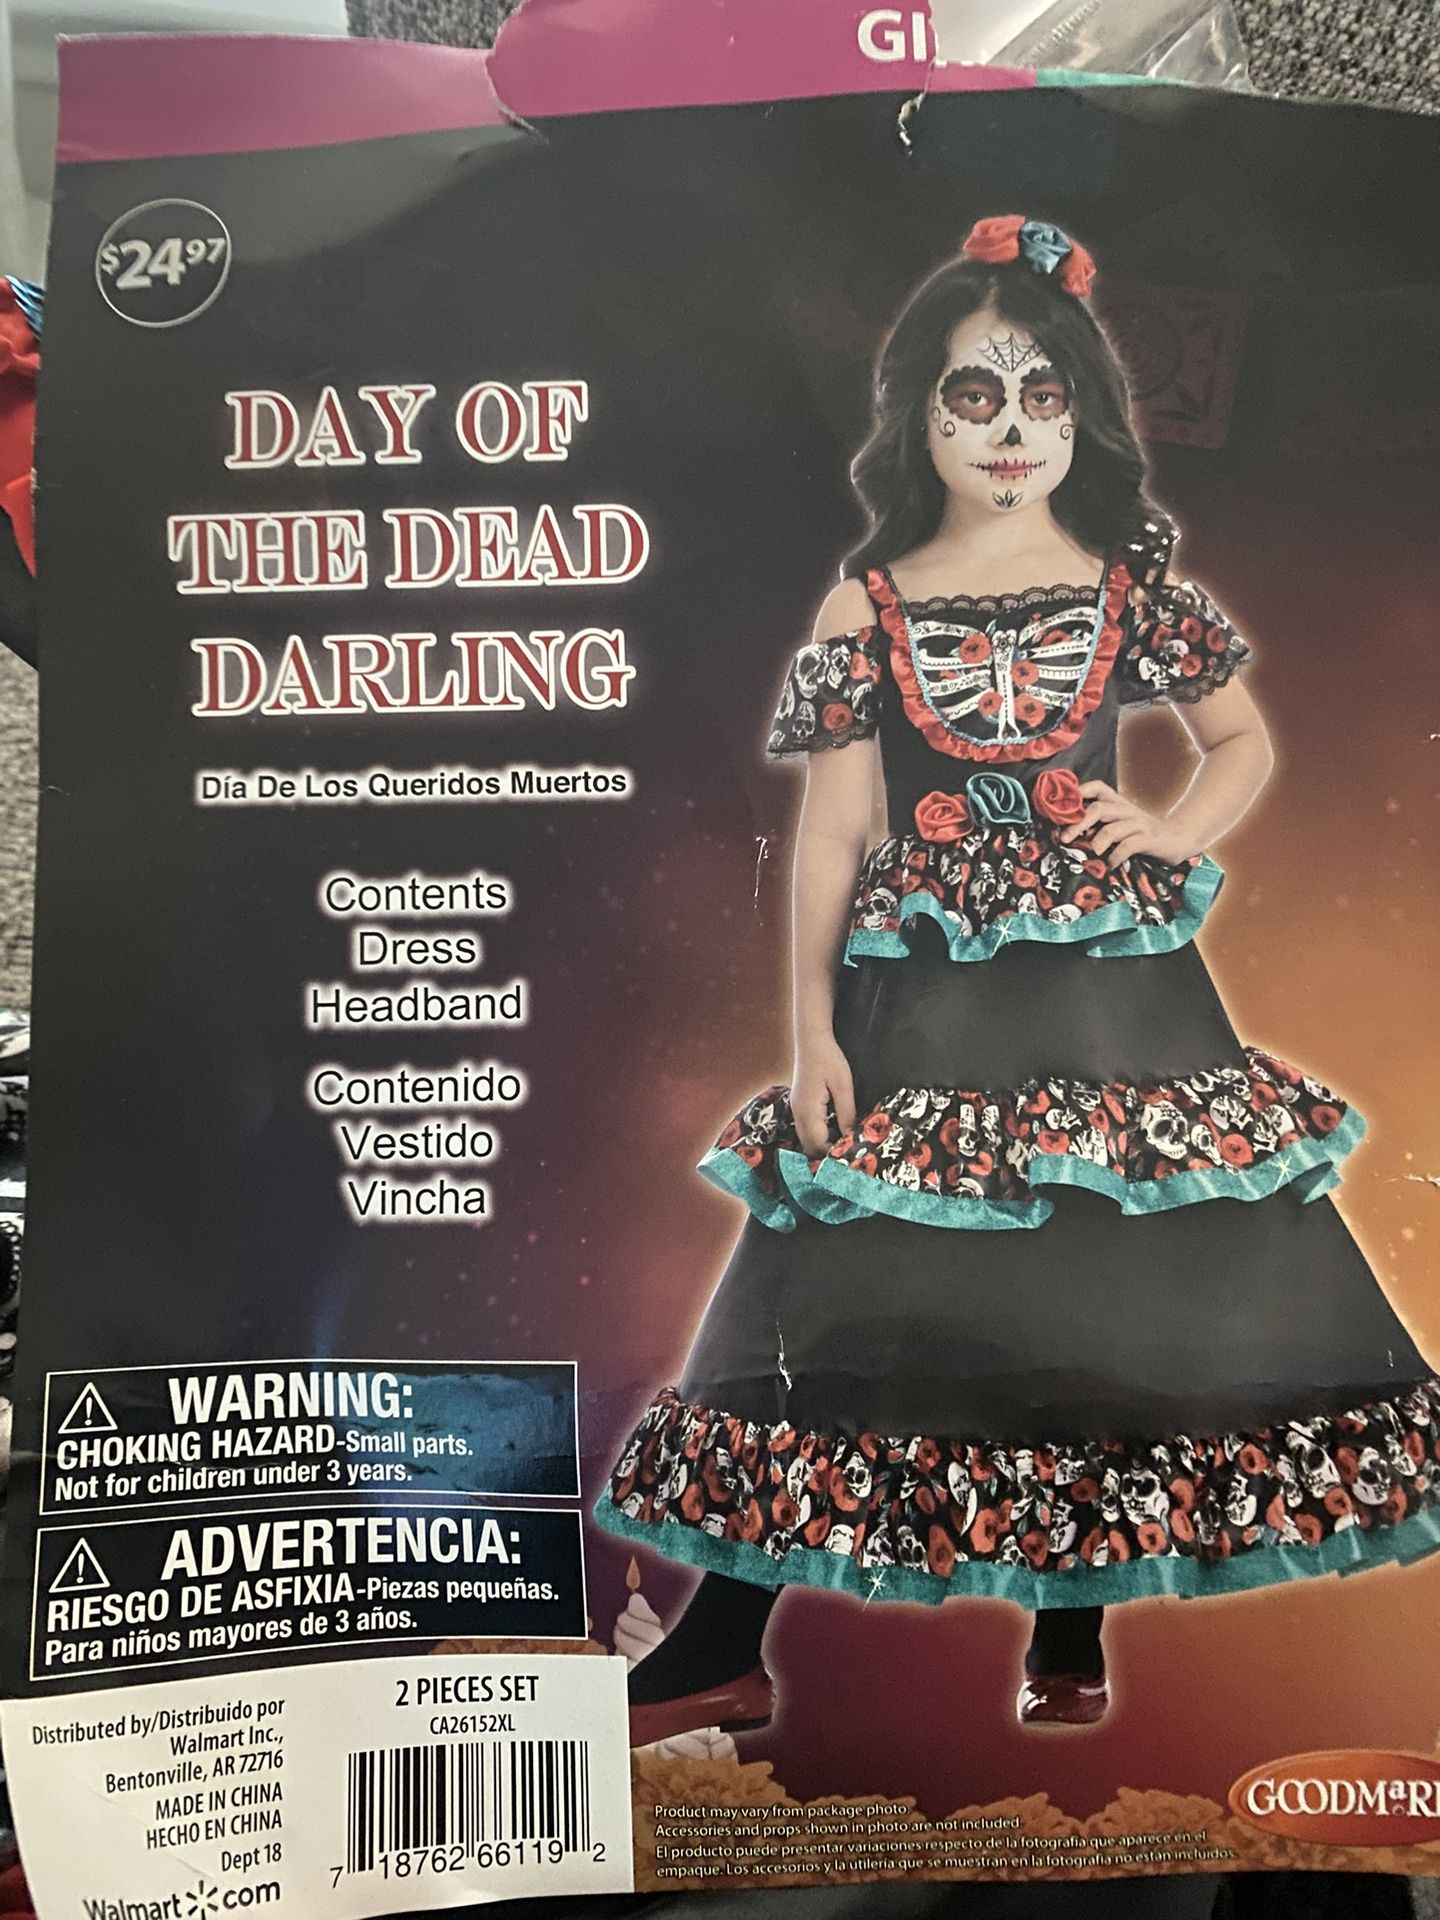 $24.97
DAY OF
THE DEAD
DARLING
Día De Los Queridos Muertos
Contents
Dress
Headband
Contenido
Vestido
Vincha
WARNING:
CHOKING HAZARD-Small parts.
Not for children under 3 years.
ADVERTENCIA:
RIESGO DE ASFIXIA-Piezas pequeñas.
Para niños mayores de 3 años.
Distributed by/Distribuido por
Walmart Inc.,
Bentonville, AR 72716
MADE IN CHINA
HECHO EN CHINA
Dept 18
Walmart.com
2 PIECES SET
CA26152XL
7 18762 66119 2
Product may vary from package photo.
Accessories and props shown in photo are not included.
El producto puede presentar variaciones respecto de la fotografía que aparece en el
empaque. Los accesorios y la utilería que se muestran en la fotografía no están incluidos.